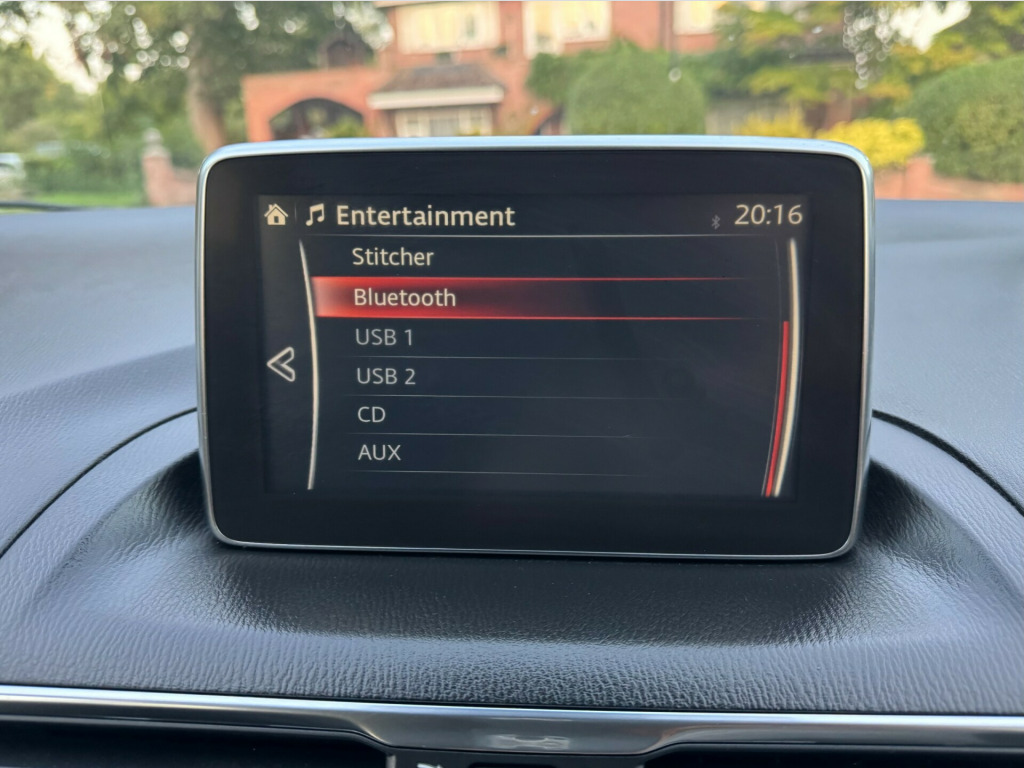 Entertainment 20:16
Stitcher
Bluetooth
USB 1
USB 2
CD
AUX